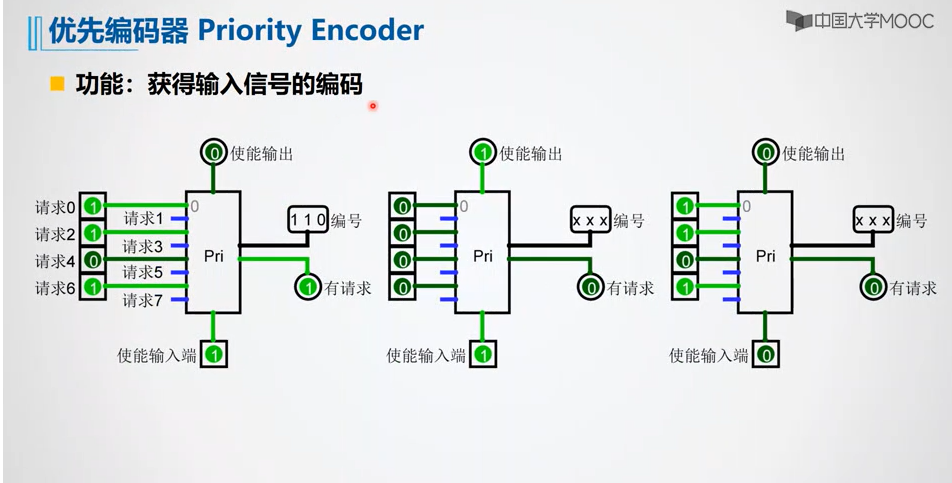 优先编码器 Priority Encoder
中国大学MOOC
功能：获得输入信号的编码
0 使能输出
1 使能输出
0 使能输出
请求0 1 0
请求1
请求2 1
请求3
请求4 0
请求5
请求6 1
请求7
Pri
1 1 0 编号
1 有请求
使能输入端 1
0 0
0
0
0
Pri
x x x 编号
0 有请求
使能输入端 1
1 0
1
0
1
Pri
x x x 编号
0 有请求
使能输入端 0